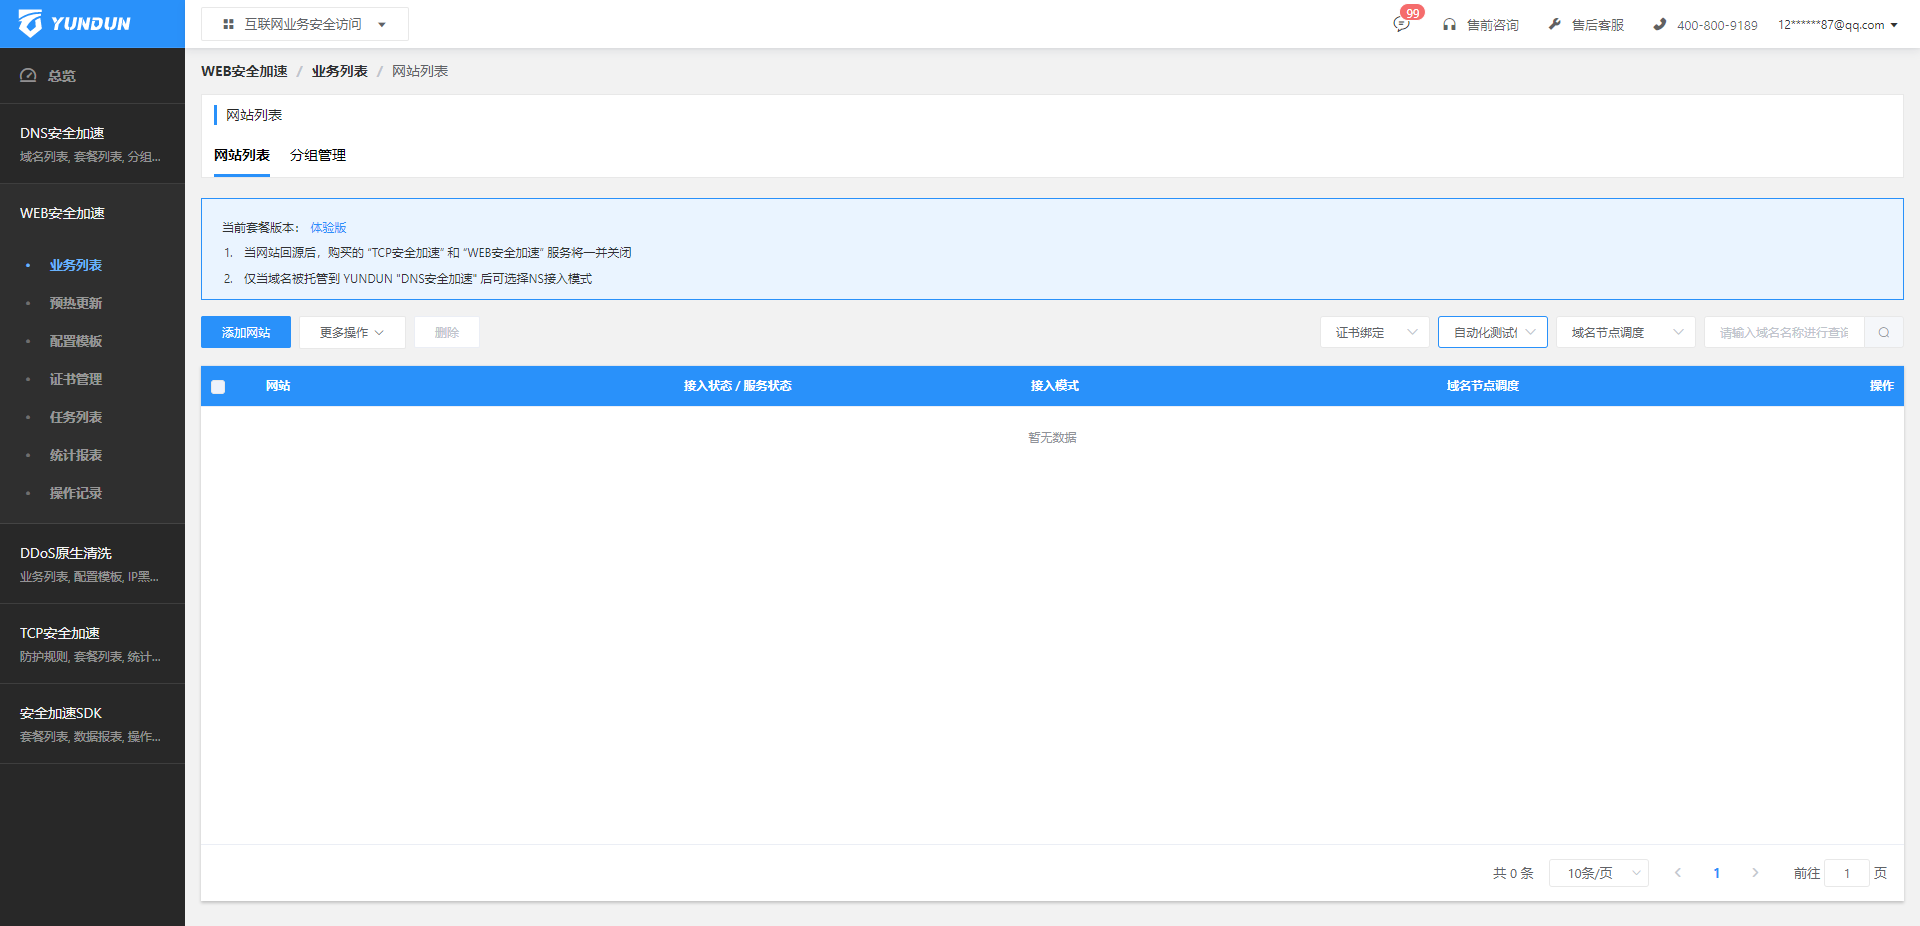 YUNDUN
互联网业务安全访问
99
售前咨询
售后客服
400-800-9189
12******87@qq.com
总览
DNS安全加速
域名列表, 套餐列表, 分组...
WEB安全加速
业务列表
预热更新
配置模板
证书管理
任务列表
统计报表
操作记录
DDoS原生清洗
业务列表, 配置模板, IP黑...
TCP安全加速
防护规则, 套餐列表, 统计...
安全加速SDK
套餐列表, 数据报表, 操作...
WEB安全加速 / 业务列表 / 网站列表
网站列表
网站列表 分组管理
当前套餐版本： 体验版
1. 当网站回源后，购买的 “TCP安全加速” 和 “WEB安全加速” 服务将一并关闭
2. 仅当域名被托管到 YUNDUN "DNS安全加速" 后可选择NS接入模式
添加网站 更多操作 删除 证书绑定 自动化测试 域名节点调度 请输入域名名称进行查询
网站 接入状态 / 服务状态 接入模式 域名节点调度 操作
暂无数据
共 0 条 10条/页 1 前往 1 页